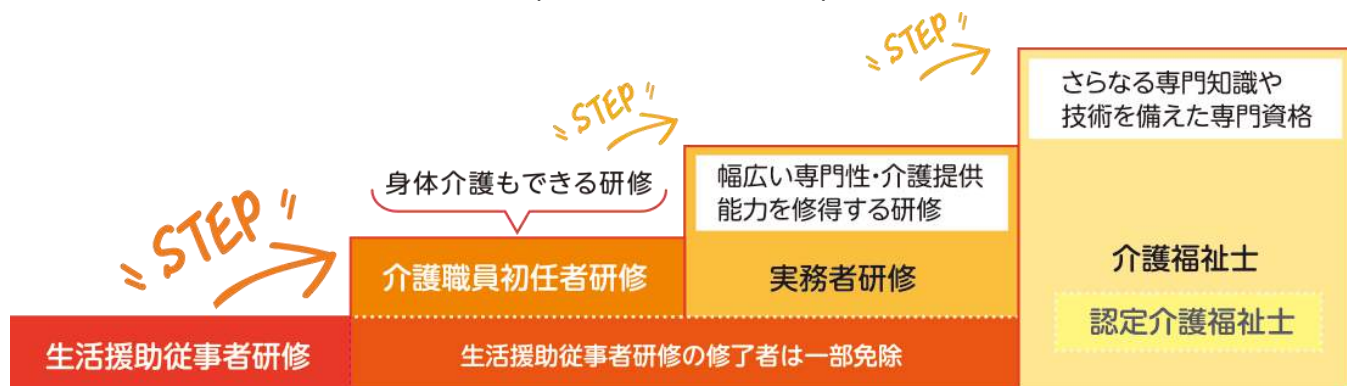 STEP
STEP
STEP
さらなる専門知識や
技術を備えた専門資格
身体介護もできる研修
幅広い専門性・介護提供
能力を修得する研修
介護職員初任者研修
実務者研修
介護福祉士
認定介護福祉士
生活援助従事者研修
生活援助従事者研修の修了者は一部免除